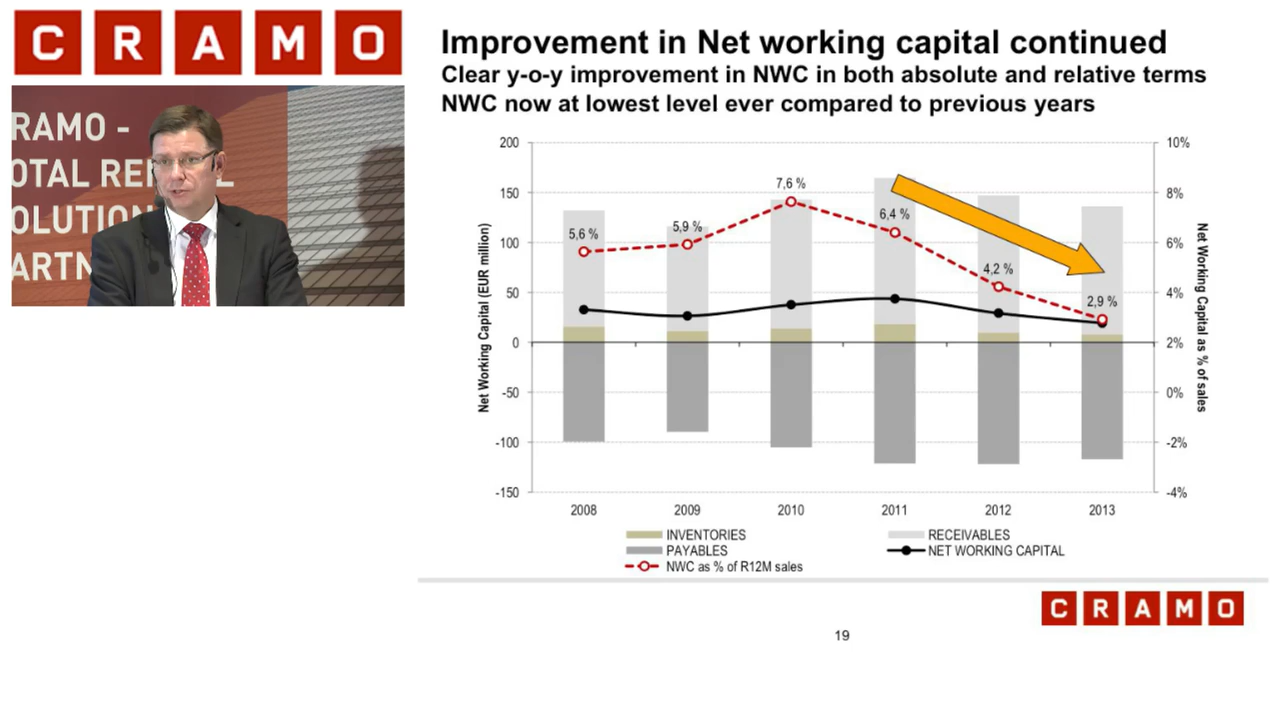 CRAMO
RAMO -
OTAL RE
OLUTION
ARTN
Improvement in Net working capital continued
Clear y-o-y improvement in NWC in both absolute and relative terms
NWC now at lowest level ever compared to previous years
Net Working Capital (EUR million)
200
150
100
50
0
-50
-100
-150
10%
8%
6%
4%
2%
0%
-2%
-4%
Net Working Capital as % of sales
5,6 %
5,9 %
7,6 %
6,4 %
4,2 %
2,9 %
2008 2009 2010 2011 2012 2013
INVENTORIES
RECEIVABLES
PAYABLES
NET WORKING CAPITAL
NWC as % of R12M sales
CRAMO
19